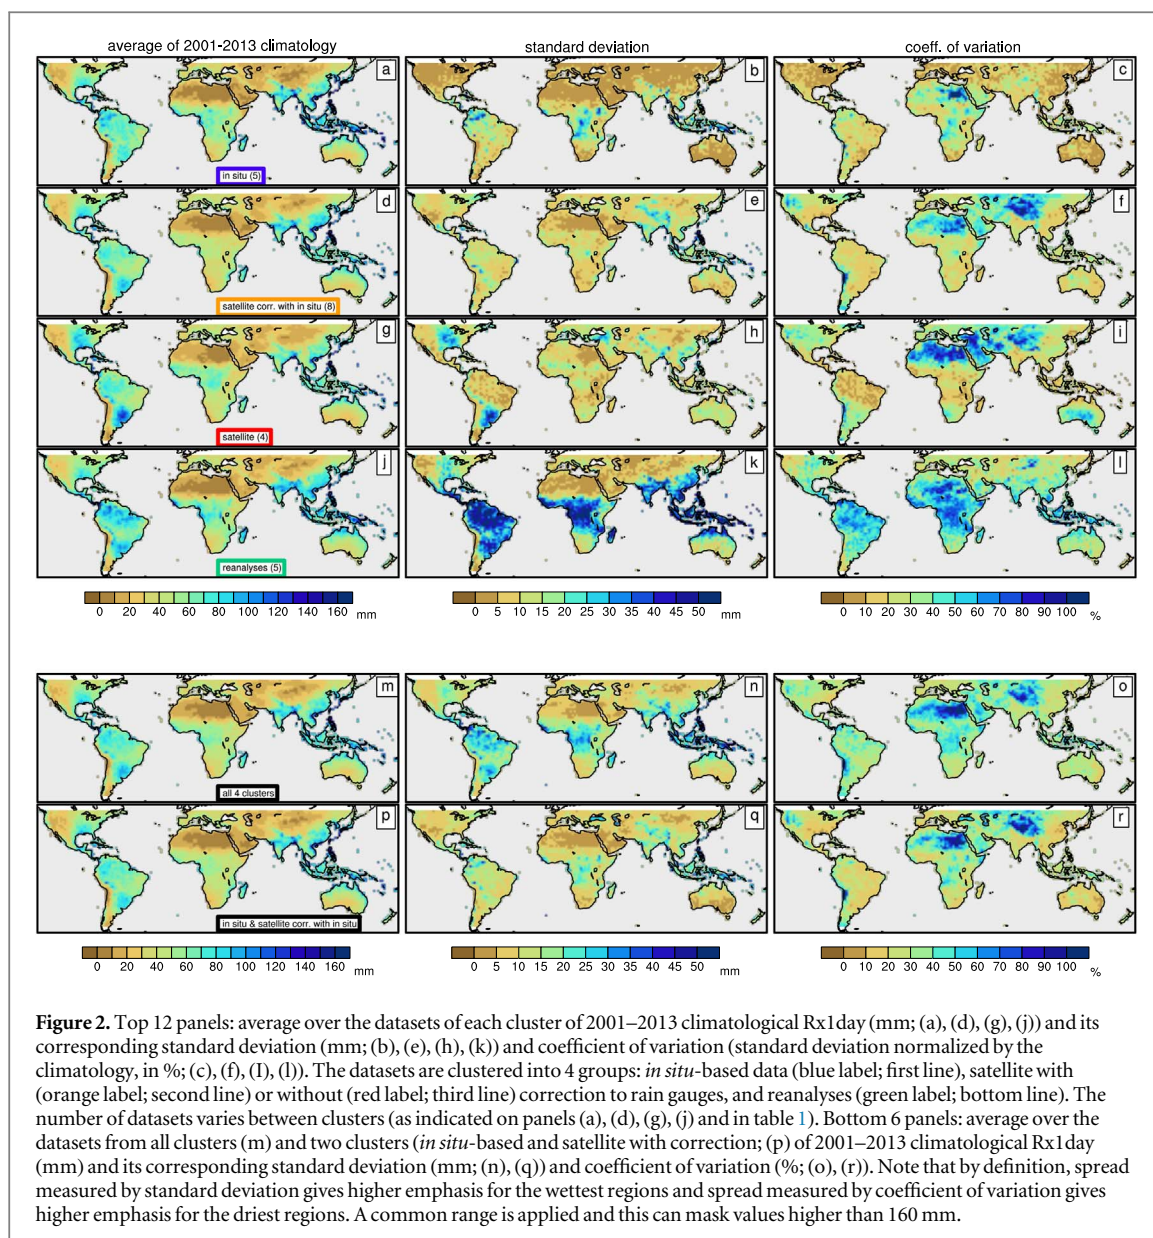 average of 2001-2013 climatology
standard deviation
coeff. of variation
a
b
c
in situ (5)
d
e
f
satellite corr. with in situ (8)
g
h
i
satellite (4)
j
k
l
reanalyses (5)
0 20 40 60 80 100 120 140 160 mm
0 5 10 15 20 25 30 35 40 45 50 mm
0 10 20 30 40 50 60 70 80 90 100 %
m
n
o
all 4 clusters
p
q
r
in situ & satellite corr. with in situ
0 20 40 60 80 100 120 140 160 mm
0 5 10 15 20 25 30 35 40 45 50 mm
0 10 20 30 40 50 60 70 80 90 100 %
Figure 2. Top 12 panels: average over the datasets of each cluster of 2001–2013 climatological Rx1day (mm; (a), (d), (g), (j)) and its
corresponding standard deviation (mm; (b), (e), (h), (k)) and coefficient of variation (standard deviation normalized by the
climatology, in %; (c), (f), (I), (l)). The datasets are clustered into 4 groups: in situ-based data (blue label; first line), satellite with
(orange label; second line) or without (red label; third line) correction to rain gauges, and reanalyses (green label; bottom line). The
number of datasets varies between clusters (as indicated on panels (a), (d), (g), (j) and in table 1). Bottom 6 panels: average over the
datasets from all clusters (m) and two clusters (in situ-based and satellite with correction; (p) of 2001–2013 climatological Rx1day
(mm) and its corresponding standard deviation (mm; (n), (q)) and coefficient of variation (%; (o), (r)). Note that by definition, spread
measured by standard deviation gives higher emphasis for the wettest regions and spread measured by coefficient of variation gives
higher emphasis for the driest regions. A common range is applied and this can mask values higher than 160 mm.